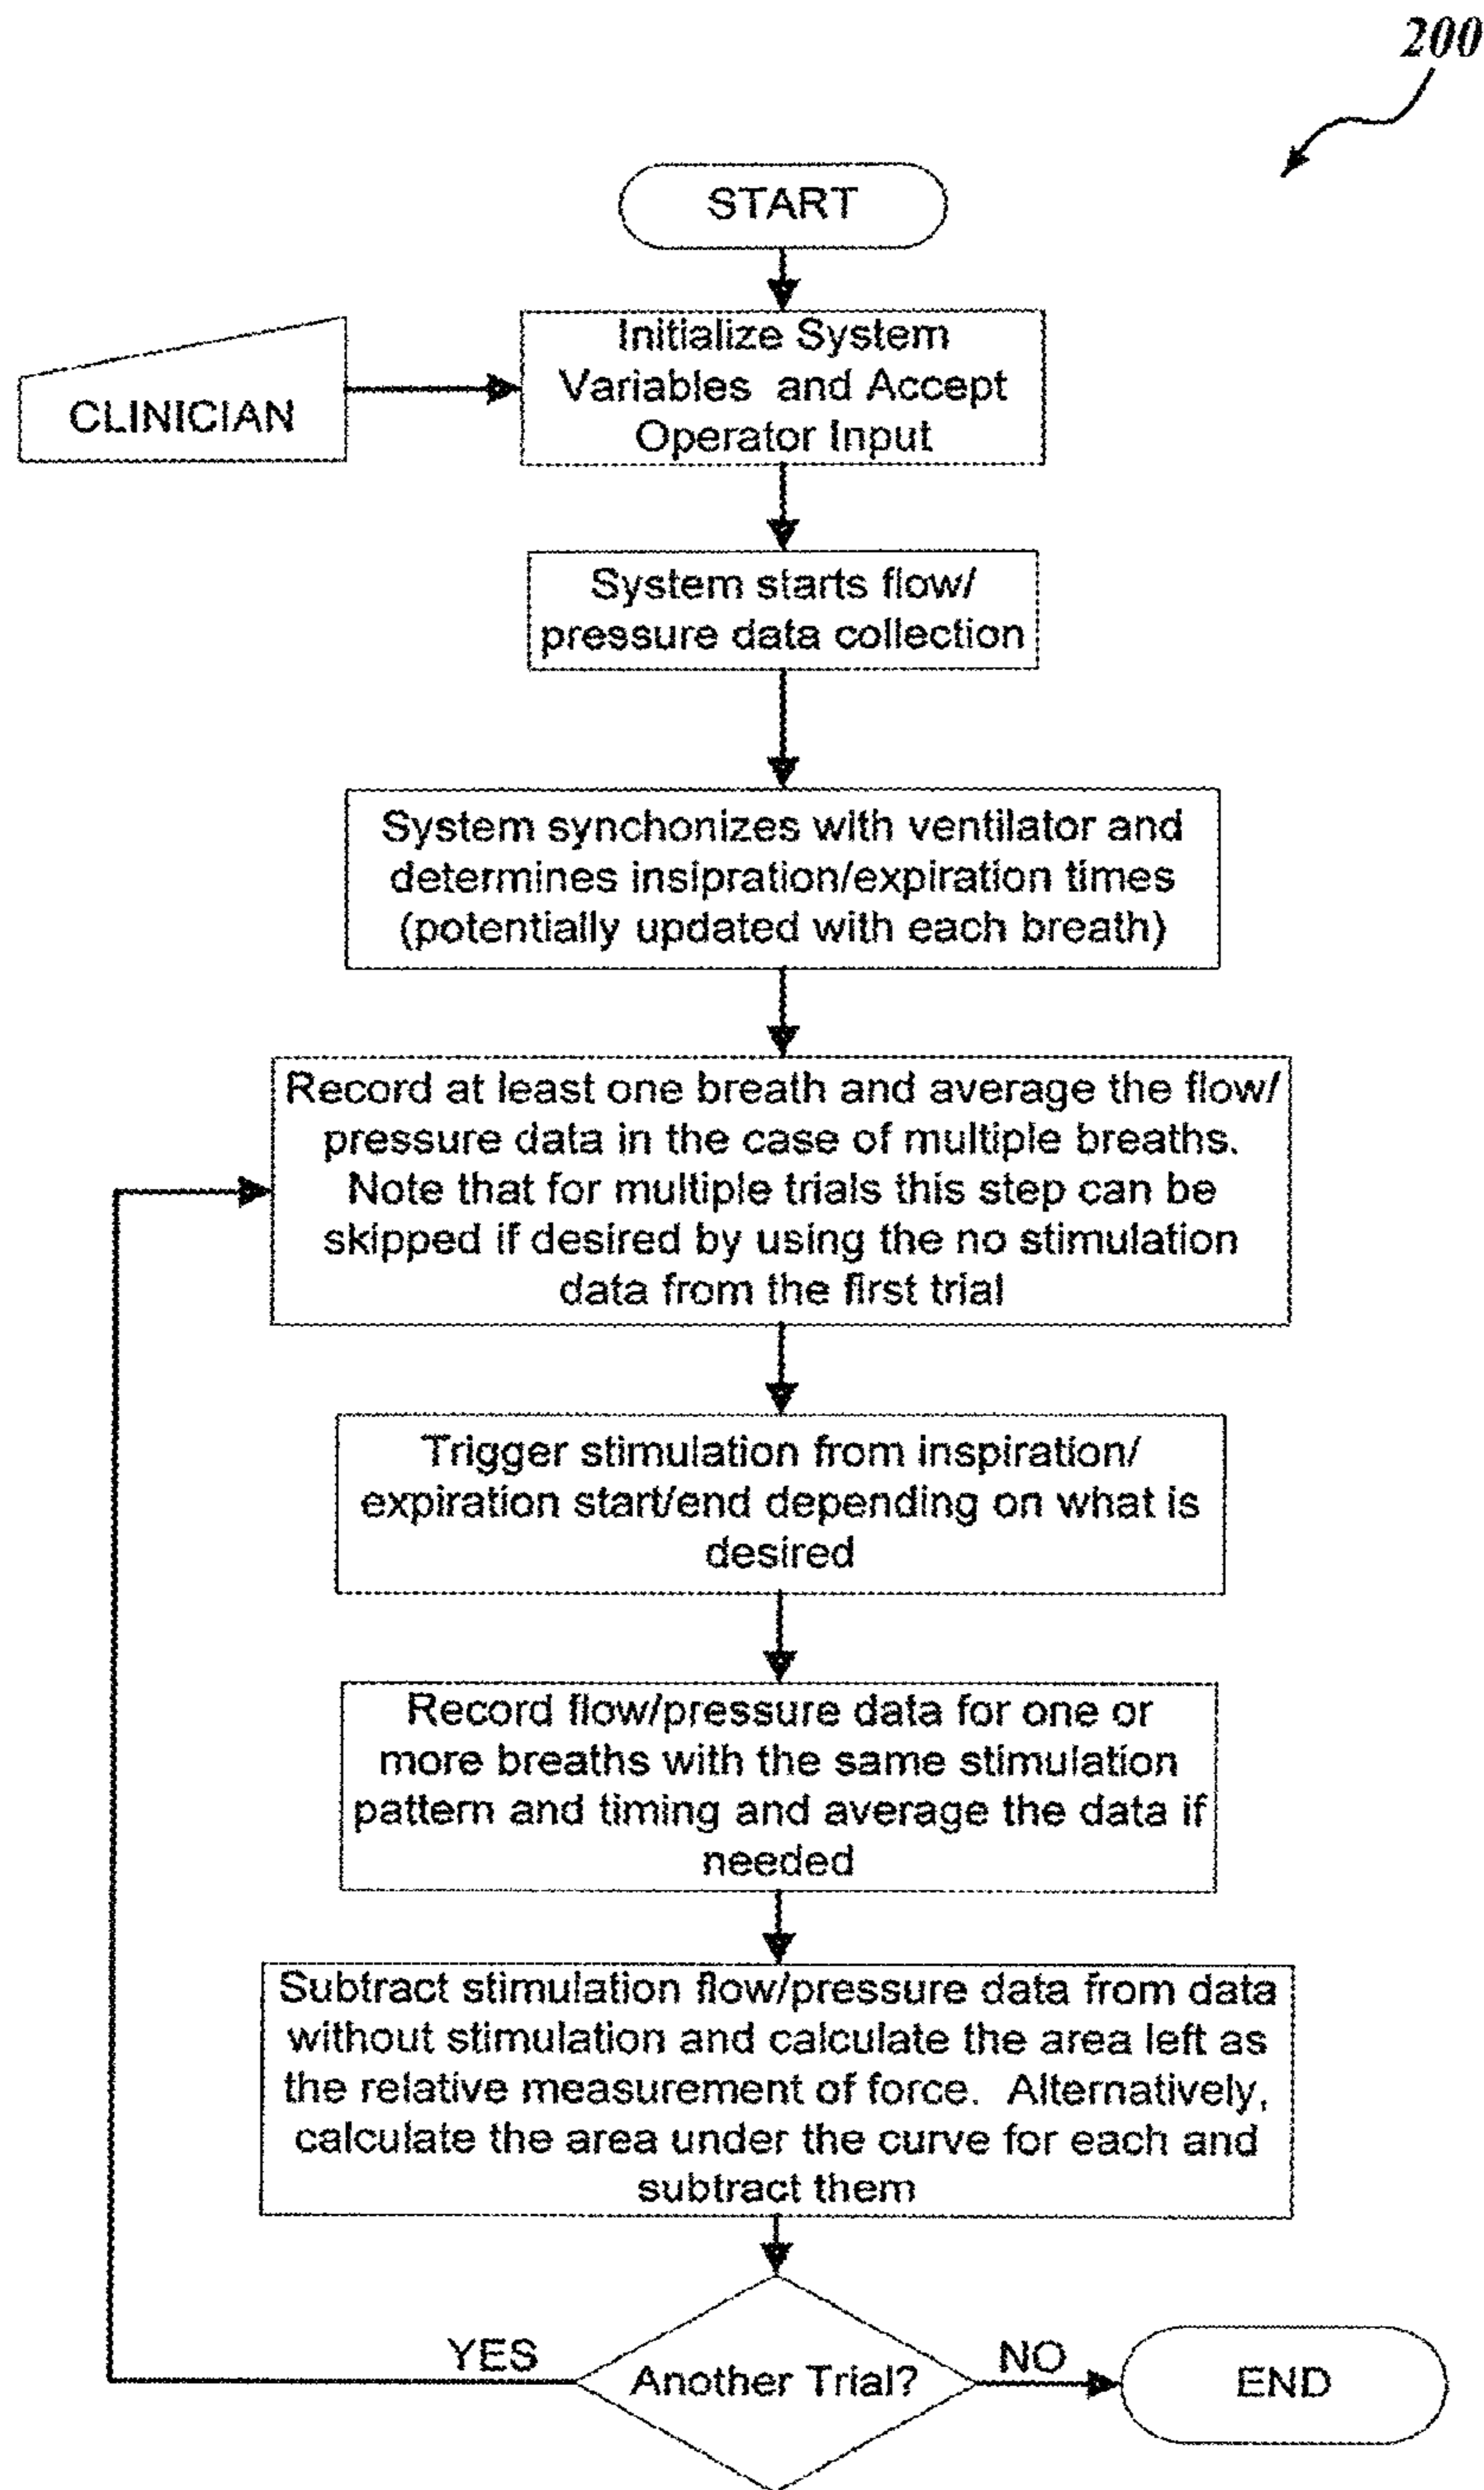 200
START
Initialize System
Variables and Accept
Operator Input
CLINICIAN
System starts flow/
pressure data collection
System synchonizes with ventilator and
determines insipration/expiration times
(potentially updated with each breath)
Record at least one breath and average the flow/
pressure data in the case of multiple breaths.
Note that for multiple trials this step can be
skipped if desired by using the no stimulation
data from the first trial
Trigger stimulation from inspiration/
expiration start/end depending on what is
desired
Record flow/pressure data for one or
more breaths with the same stimulation
pattern and timing and average the data if
needed
Subtract stimulation flow/pressure data from data
without stimulation and calculate the area left as
the relative measurement of force. Alternatively,
calculate the area under the curve for each and
subtract them
YES
Another Trial?
NO
END